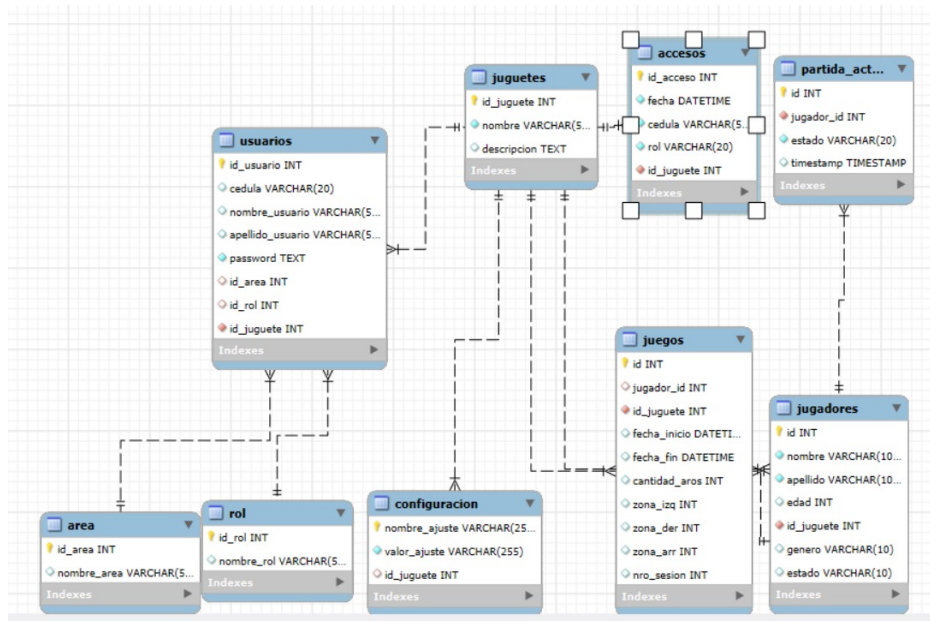 juguetes
id_juguete INT
nombre VARCHAR(5...
descripcion TEXT
Indexes
accesos
id_acceso INT
fecha DATETIME
cedula VARCHAR(5...
rol VARCHAR(20)
id_juguete INT
Indexes
partida_act...
id INT
jugador_id INT
estado VARCHAR(20)
timestamp TIMESTAMP
Indexes
usuarios
id_usuario INT
cedula VARCHAR(20)
nombre_usuario VARCHAR(5...
apellido_usuario VARCHAR(5...
password TEXT
id_area INT
id_rol INT
id_juguete INT
Indexes
juegos
id INT
jugador_id INT
id_juguete INT
fecha_inicio DATETI...
fecha_fin DATETIME
cantidad_aros INT
zona_izq INT
zona_der INT
zona_arr INT
nro_sesion INT
Indexes
jugadores
id INT
nombre VARCHAR(10...
apellido VARCHAR(10...
edad INT
id_juguete INT
genero VARCHAR(10)
estado VARCHAR(10)
Indexes
area
id_area INT
nombre_area VARCHAR(5...
Indexes
rol
id_rol INT
nombre_rol VARCHAR(5...
Indexes
configuracion
nombre_ajuste VARCHAR(25...
valor_ajuste VARCHAR(255)
id_juguete INT
Indexes